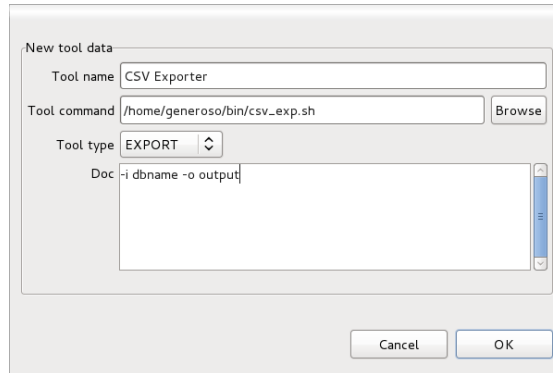 New tool data
Tool name CSV Exporter
Tool command /home/generoso/bin/csv_exp.sh Browse
Tool type EXPORT
Doc -i dbname -o output
Cancel OK